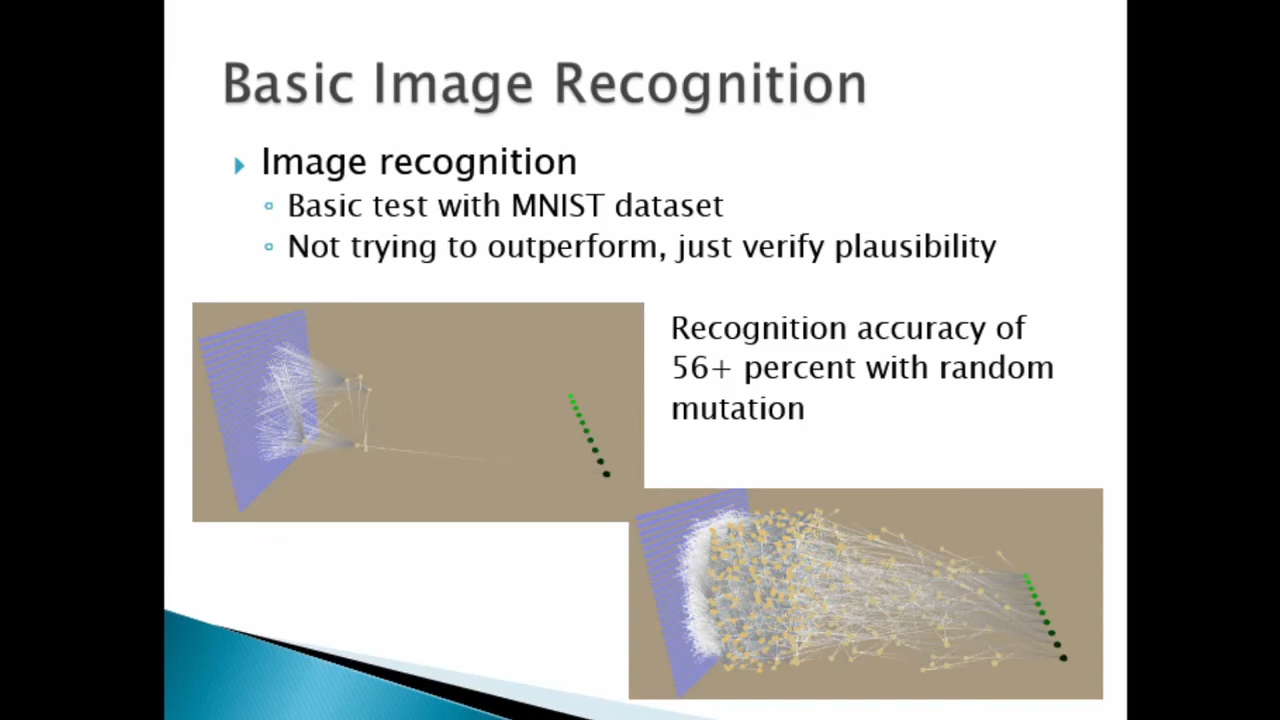 Basic Image Recognition
Image recognition
Basic test with MNIST dataset
Not trying to outperform, just verify plausibility
Recognition accuracy of
56+ percent with random
mutation